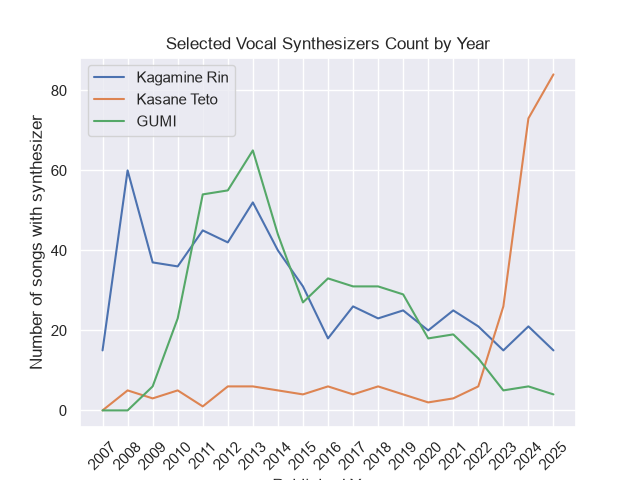 Selected Vocal Synthesizers Count by Year
Kagamine Rin
Kasane Teto
GUMI
Number of songs with synthesizer
80
60
40
20
0
2007 2008 2009 2010 2011 2012 2013 2014 2015 2016 2017 2018 2019 2020 2021 2022 2023 2024 2025